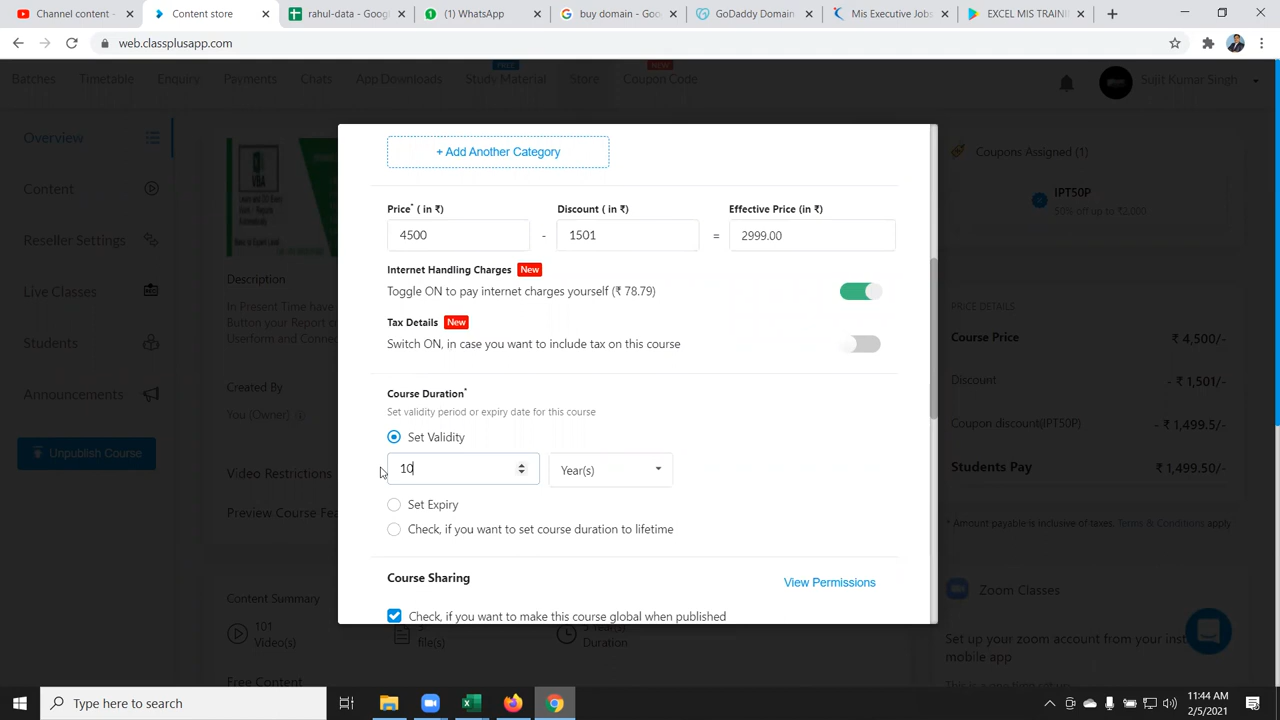 Channel content -
Content store
rahul-data - Googl
(1) WhatsApp
buy domain - Goo
GoDaddy Domain
Mis Executive Jobs
EXCEL MIS TRAINI
web.classplusapp.com
Batches
Timetable
Enquiry
Payments
Chats
App Downloads
FREE
Study Material
Store
NEW
Coupon Code
Sujit Kumar Singh
Overview
Content
Reseller Settings
Live Classes
Students
Announcements
Unpublish Course
VBA
Description
In Present Time have
Button your Report c
Userform and Connec
Created By
You (Owner)
Video Restrictions
Preview Course Fea
Content Summary
101
Video(s)
file(s)
Duration
Free Content
+ Add Another Category
Price* ( in ₹)
Discount ( in ₹)
Effective Price (in ₹)
4500 - 1501 = 2999.00
Internet Handling Charges New
Toggle ON to pay internet charges yourself (₹ 78.79)
Tax Details New
Switch ON, in case you want to include tax on this course
Course Duration*
Set validity period or expiry date for this course
Set Validity
10
Year(s)
Set Expiry
Check, if you want to set course duration to lifetime
Course Sharing
View Permissions
Check, if you want to make this course global when published
Coupons Assigned (1)
IPT50P
50% off up to ₹2,000
PRICE DETAILS
Course Price ₹ 4,500/-
Discount - ₹ 1,501/-
Coupon discount(IPT50P) - ₹ 1,499.5/-
Students Pay ₹ 1,499.50/-
* Amount payable is inclusive of taxes. Terms & Conditions apply
Zoom Classes
Set up your zoom account from your inst
mobile app
This is a one-time return
Type here to search
11:44 AM
2/5/2021